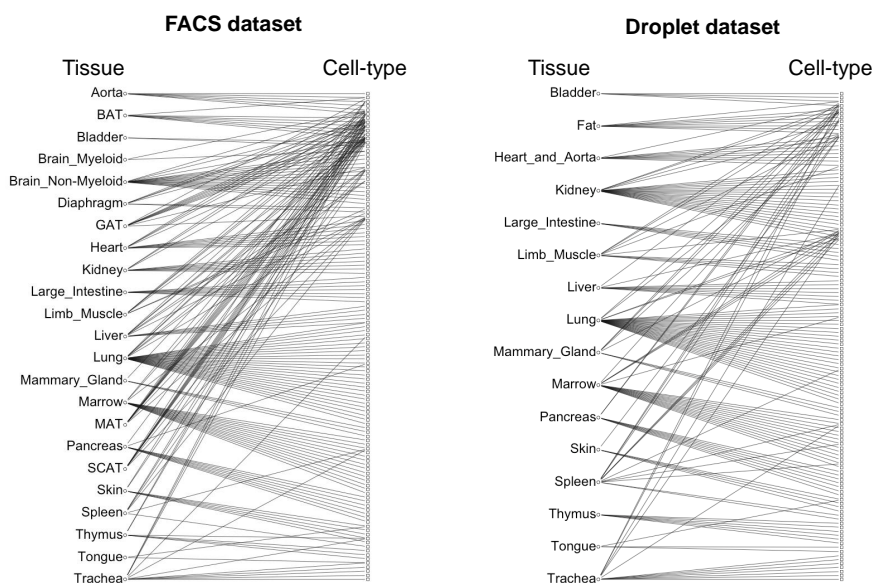 FACS dataset
Tissue Cell-type
Aorta
BAT
Bladder
Brain_Myeloid
Brain_Non-Myeloid
Diaphragm
GAT
Heart
Kidney
Large_Intestine
Limb_Muscle
Liver
Lung
Mammary_Gland
Marrow
MAT
Pancreas
SCAT
Skin
Spleen
Thymus
Tongue
Trachea
Droplet dataset
Tissue Cell-type
Bladder
Fat
Heart_and_Aorta
Kidney
Large_Intestine
Limb_Muscle
Liver
Lung
Mammary_Gland
Marrow
Pancreas
Skin
Spleen
Thymus
Tongue
Trachea